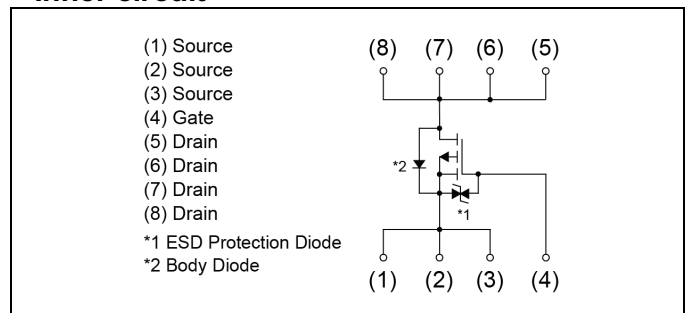 Inner circuit
(1) Source
(2) Source
(3) Source
(4) Gate
(5) Drain
(6) Drain
(7) Drain
(8) Drain
*1 ESD Protection Diode
*2 Body Diode
(8) (7) (6) (5)
*2
*1
(1) (2) (3) (4)